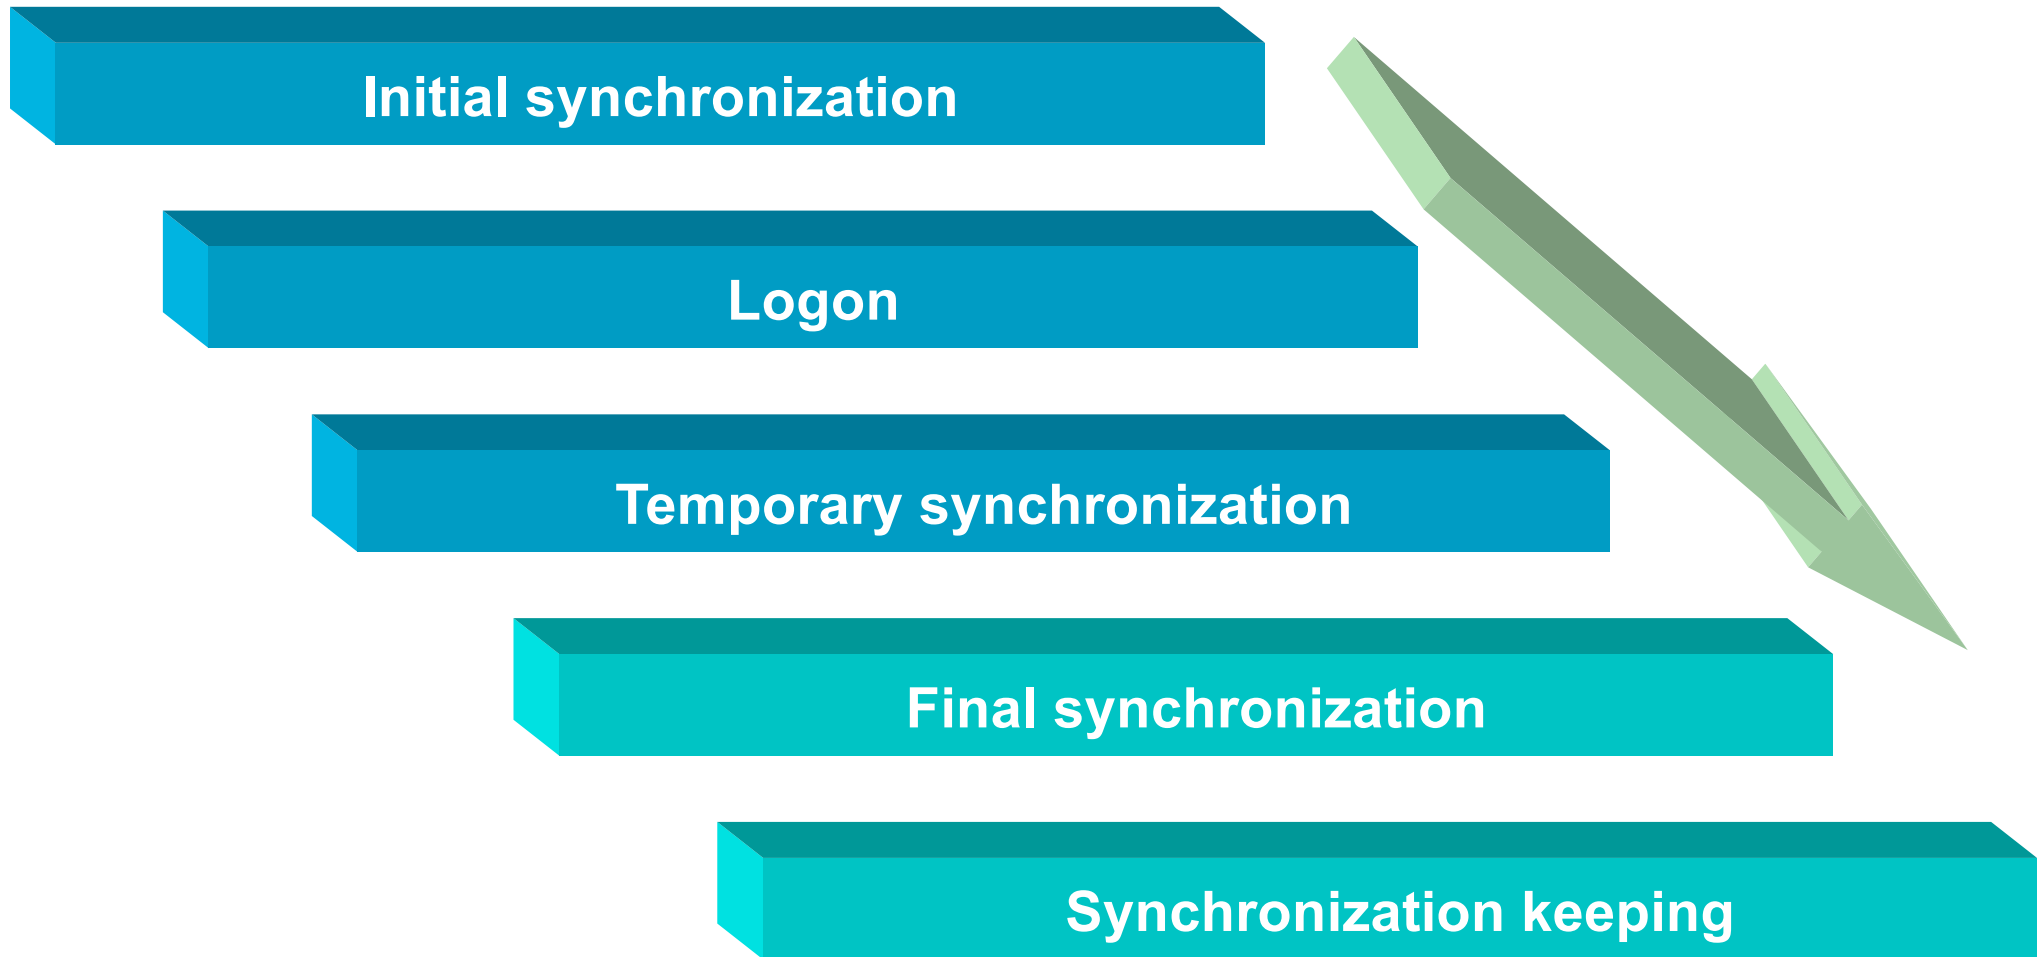 Initial synchronization
Logon
Temporary synchronization
Final synchronization
Synchronization keeping